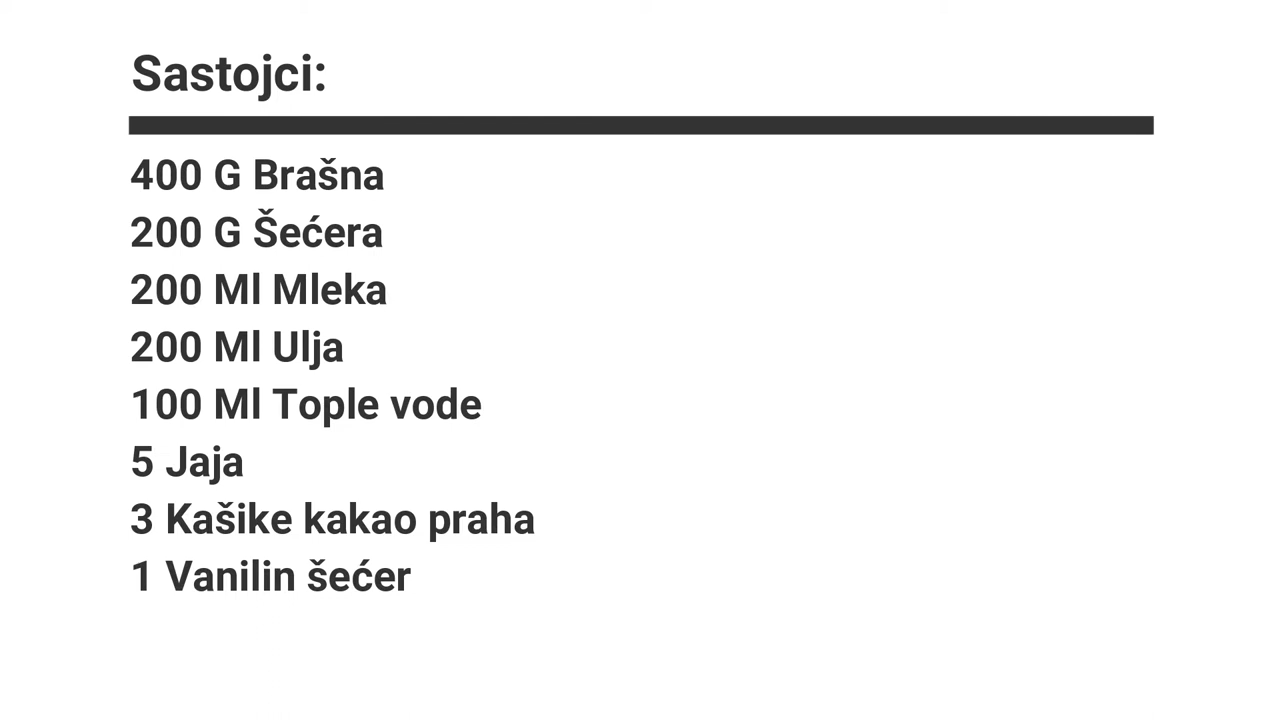 Sastojci:
400 G Brašna
200 G Šećera
200 Ml Mleka
200 Ml Ulja
100 Ml Tople vode
5 Jaja
3 Kašike kakao praha
1 Vanilin šećer